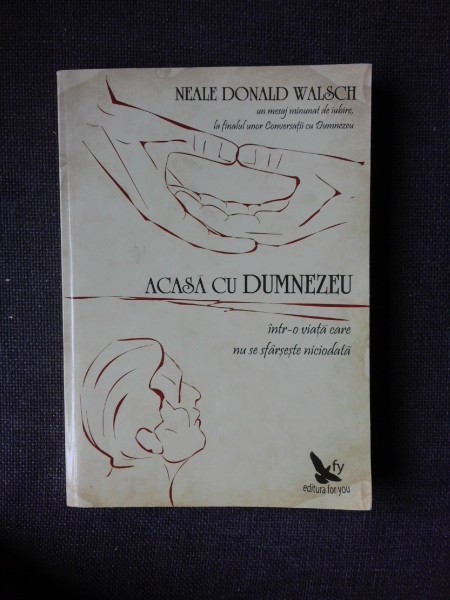 NEALE DONALD WALSCH
un mesaj minunat de iubire,
la finalul unor Conversații cu Dumnezeu
ACASĂ CU DUMNEZEU
într-o viață care
nu se sfârșește niciodată
fy
editura for you